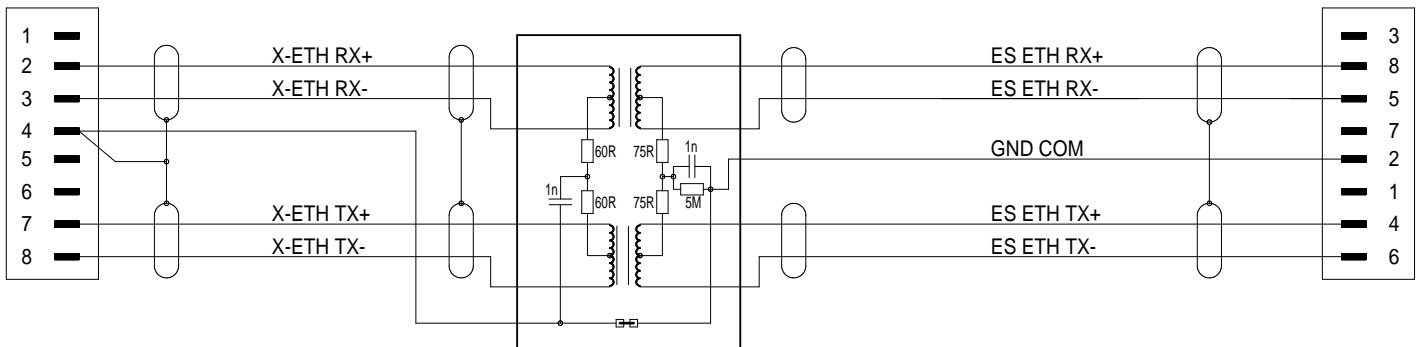 1
2
3
4
5
6
7
8
X-ETH RX+
X-ETH RX-
X-ETH TX+
X-ETH TX-
60R
75R
1n
1n
5M
60R
75R
ES ETH RX+
ES ETH RX-
GND COM
ES ETH TX+
ES ETH TX-
3
8
5
7
2
1
4
6